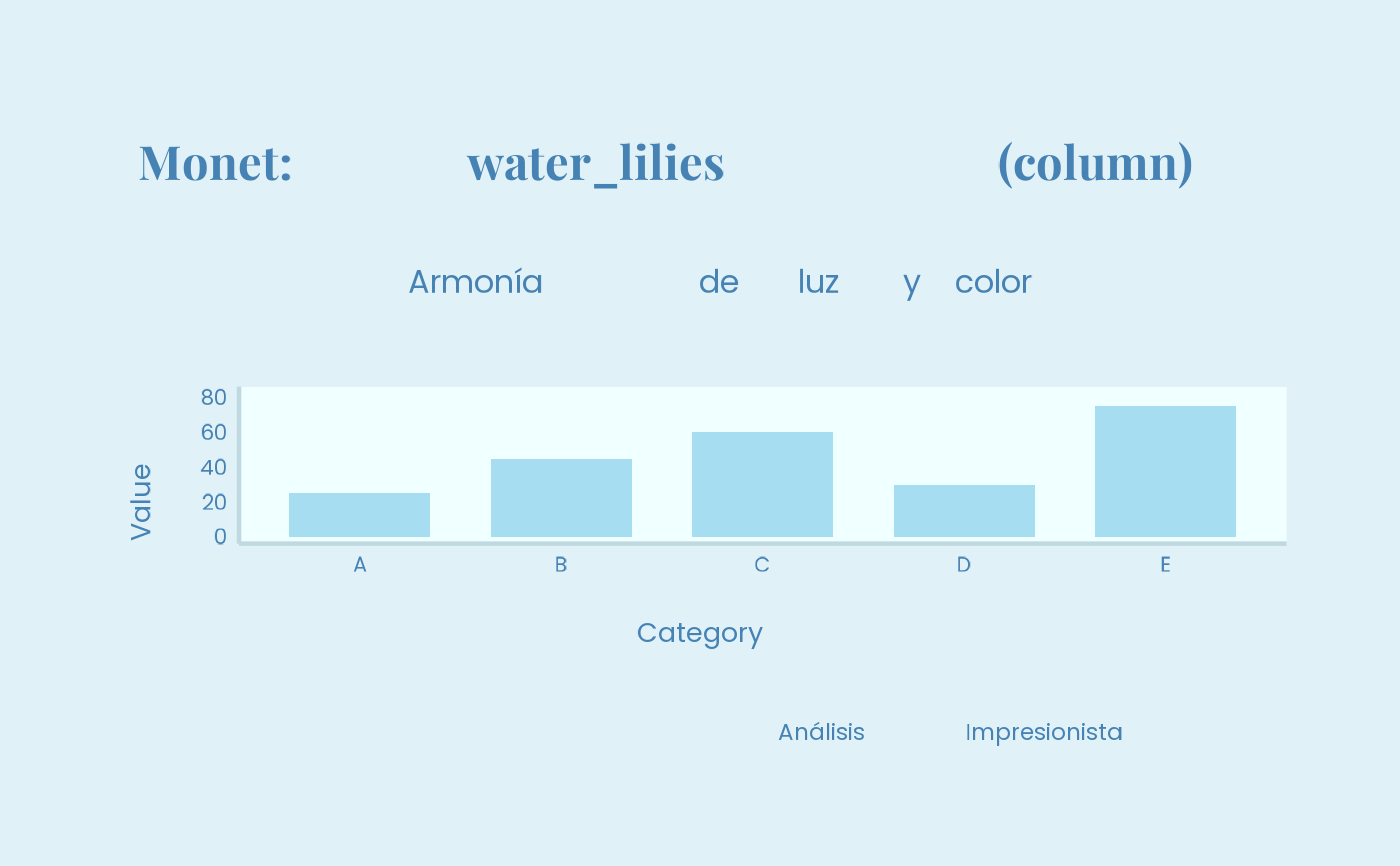 Monet: water_lilies (column)
Armonía de luz y color
80
60
40
20
0
Value
A B C D E
Category
Análisis Impresionista